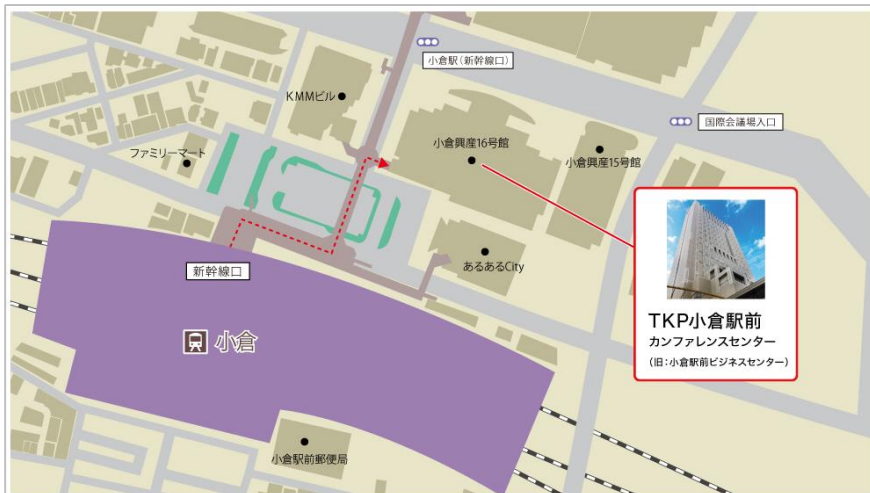 小倉駅(新幹線口)
KMMビル
国際会議場入口
小倉興産16号館
ファミリーマート
小倉興産15号館
あるあるCity
新幹線口
小倉
TKP小倉駅前
カンファレンスセンター
(旧:小倉駅前ビジネスセンター)
小倉駅前郵便局